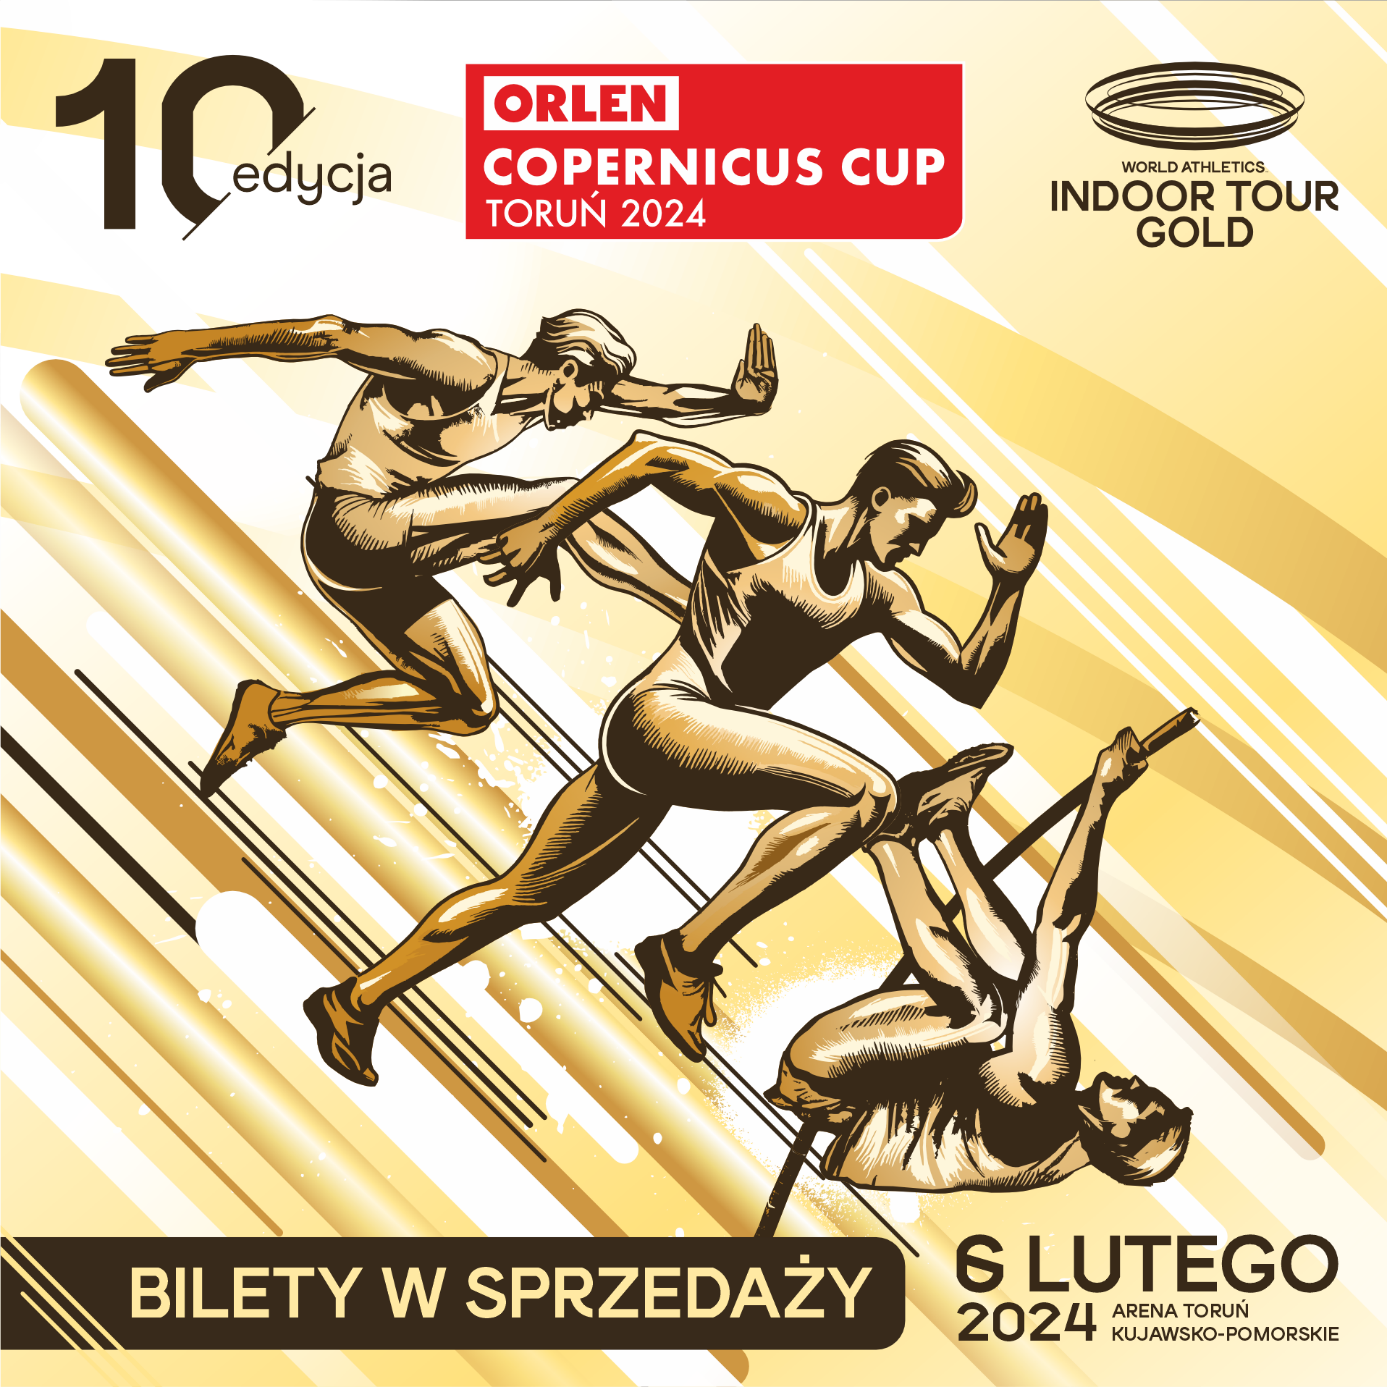 10
edycja
ORLEN
COPERNICUS CUP
TORUŃ 2024
WORLD ATHLETICS
INDOOR TOUR
GOLD
BILETY W SPRZEDAŻY
6 LUTEGO
2024
ARENA TORUŃ
KUJAWSKO-POMORSKIE